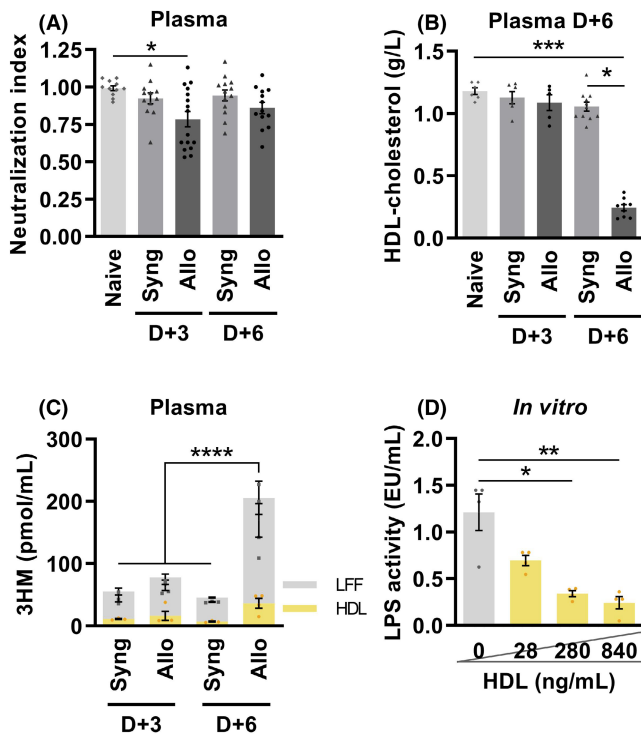 (A) Plasma
Neutralization index
*
1.25
1.00
0.75
0.50
0.25
0.00
Naive Syng Allo Syng Allo
D+3 D+6
(B) Plasma D+6
HDL-cholesterol (g/L)
***
*
1.5
1.0
0.5
0.0
Naive Syng Allo Syng Allo
D+3 D+6
(C) Plasma
3HM (pmol/mL)
****
300
200
100
0
LFF
HDL
Syng Allo Syng Allo
D+3 D+6
(D) In vitro
LPS activity (EU/mL)
**
*
2.0
1.5
1.0
0.5
0.0
0 28 280 840
HDL (ng/mL)